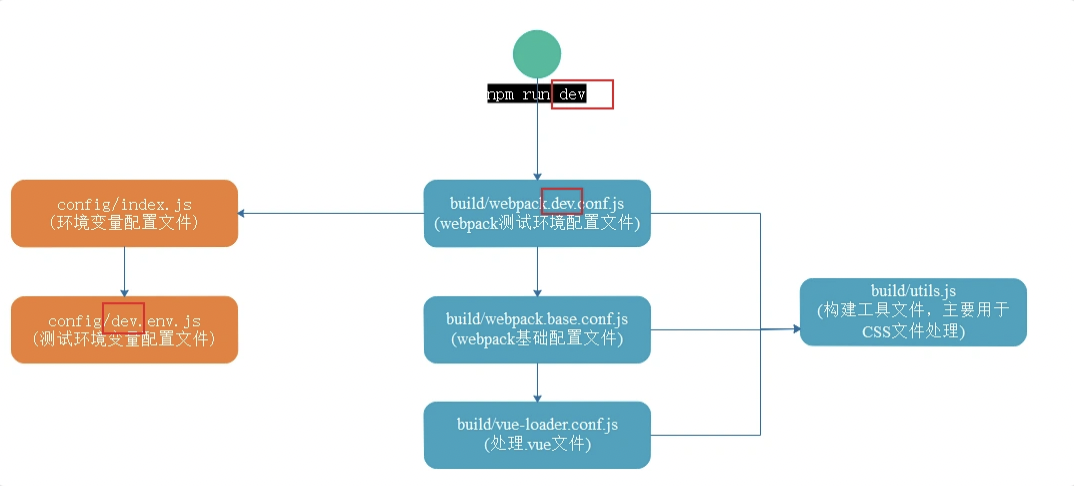 npm run dev
config/index.js
(环境变量配置文件)
build/webpack.dev.conf.js
(webpack测试环境配置文件)
build/utils.js
(构建工具文件，主要用于
CSS文件处理)
config/dev.env.js
(测试环境变量配置文件)
build/webpack.base.conf.js
(webpack基础配置文件)
build/vue-loader.conf.js
(处理.vue文件)